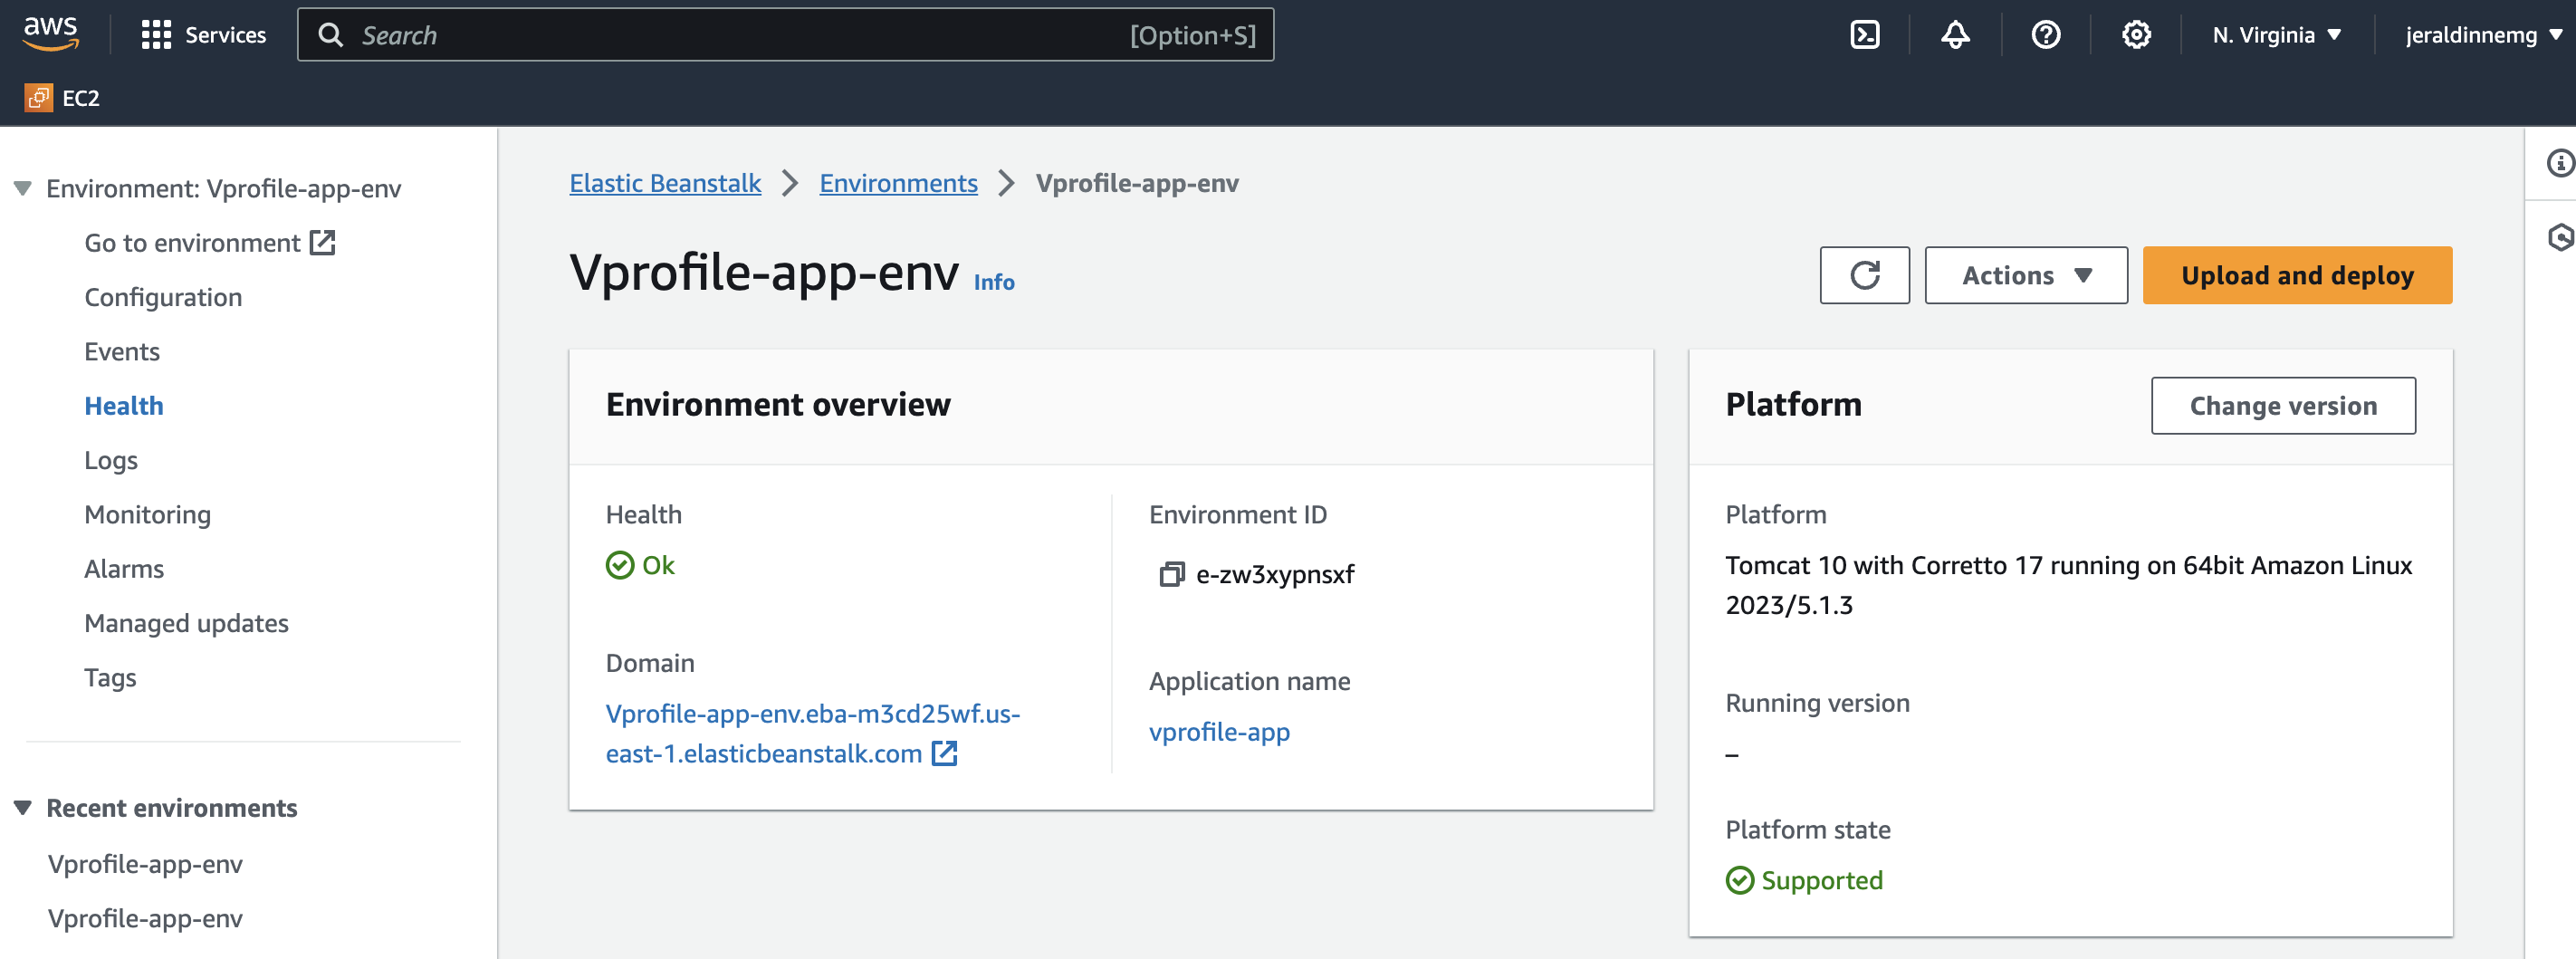 aws
Services
Search
[Option+S]
N. Virginia
jeraldinnemg
EC2
Environment: Vprofile-app-env
Go to environment
Configuration
Events
Health
Logs
Monitoring
Alarms
Managed updates
Tags
Recent environments
Vprofile-app-env
Vprofile-app-env
Elastic Beanstalk
Environments
Vprofile-app-env
Vprofile-app-env Info
Actions
Upload and deploy
Environment overview
Health
Ok
Domain
Vprofile-app-env.eba-m3cd25wf.us-
east-1.elasticbeanstalk.com
Environment ID
e-zw3xypnsxf
Application name
vprofile-app
Platform
Change version
Platform
Tomcat 10 with Corretto 17 running on 64bit Amazon Linux
2023/5.1.3
Running version
–
Platform state
Supported